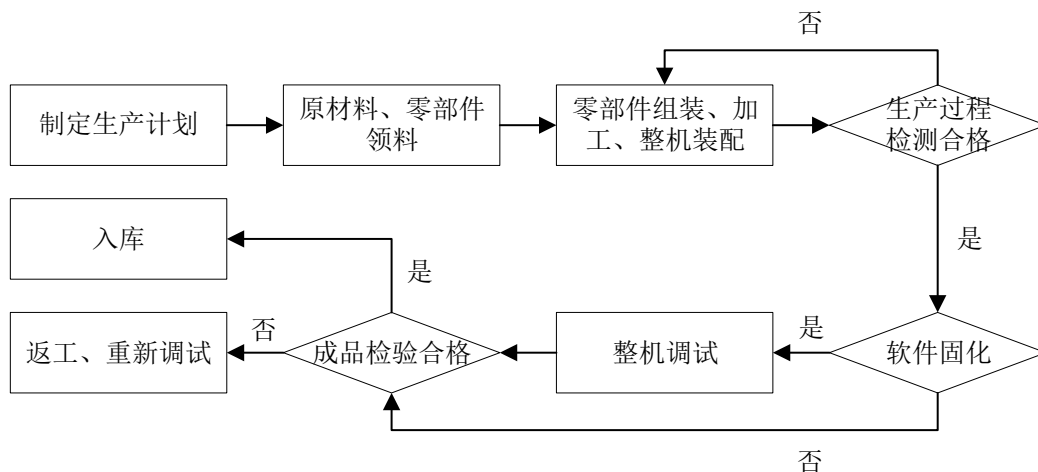 否
制定生产计划
原材料、零部件
领料
零部件组装、加
工、整机装配
生产过程
检测合格
入库
是
是
返工、重新调试
否
成品检验合格
整机调试
是
软件固化
否